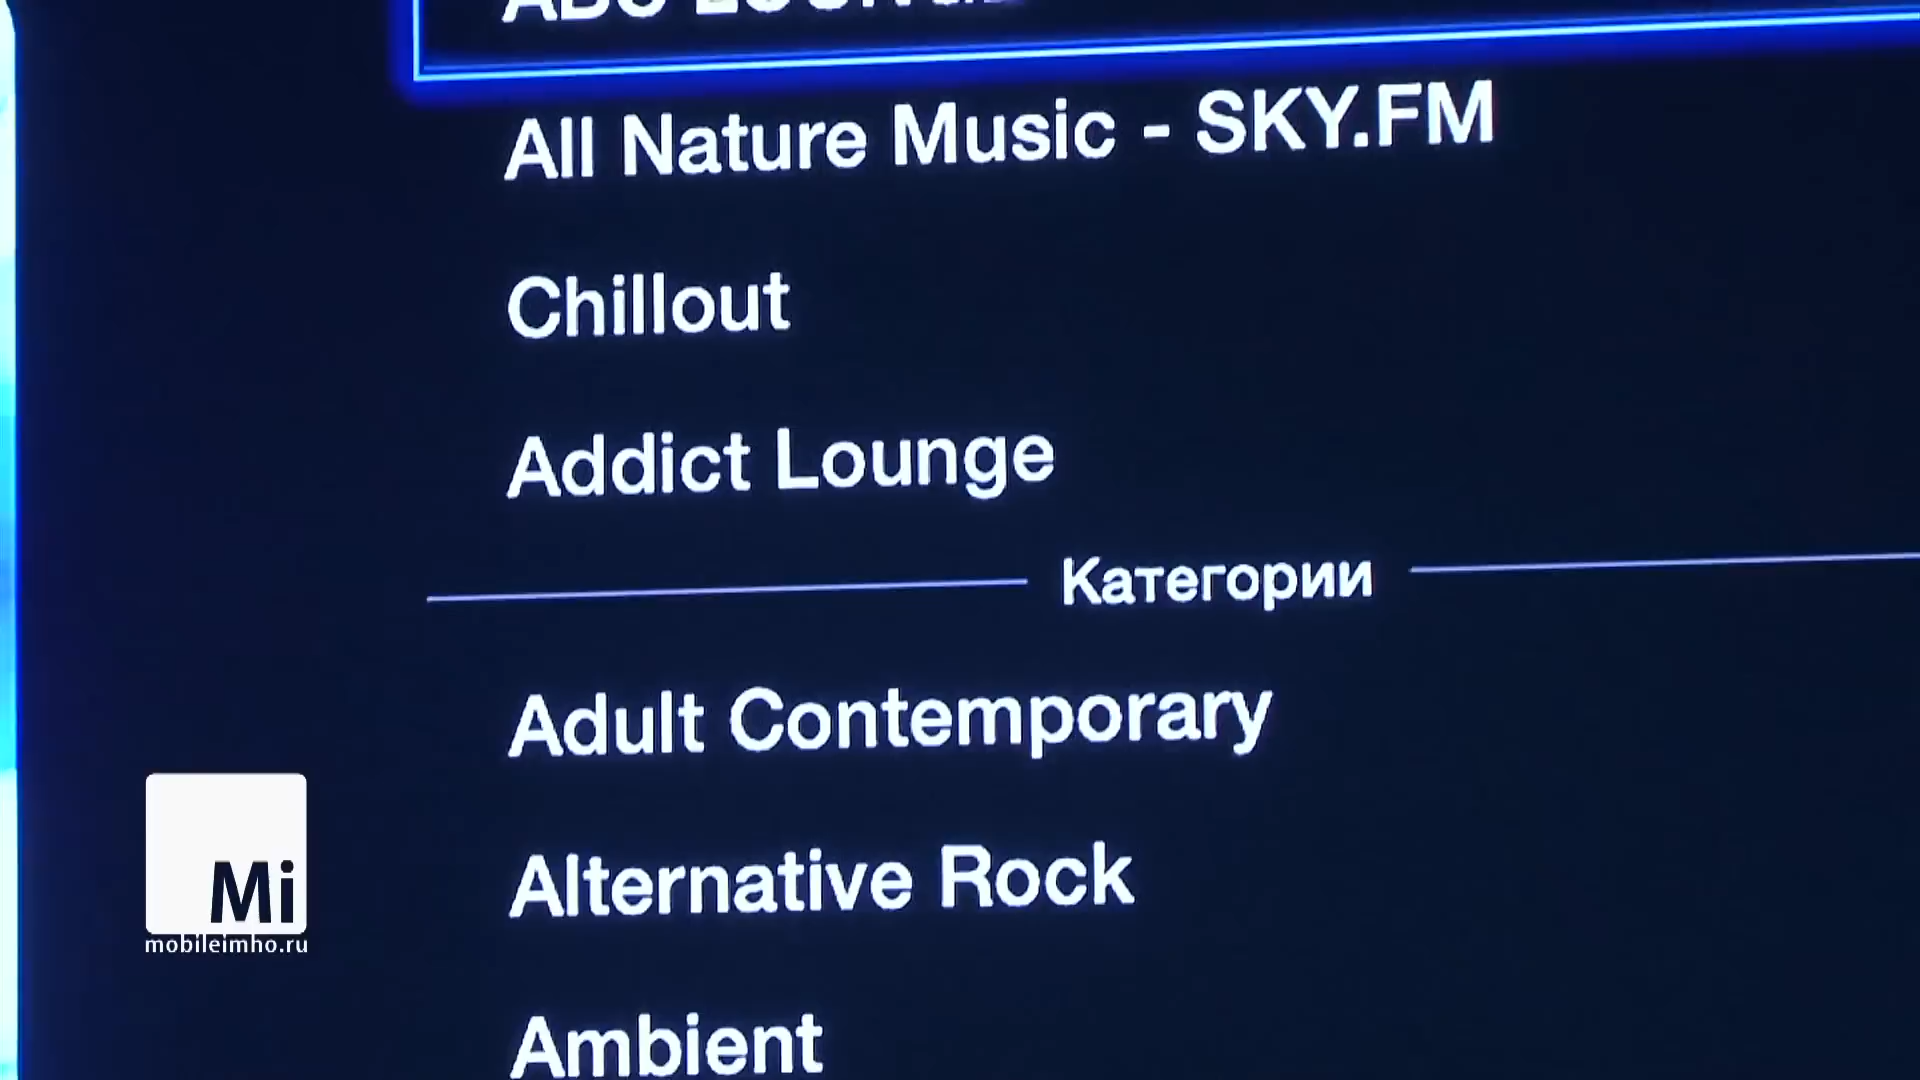 All Nature Music - SKY.FM
Chillout
Addict Lounge
Категории
Adult Contemporary
Alternative Rock
Ambient
Mi
mobileimho.ru